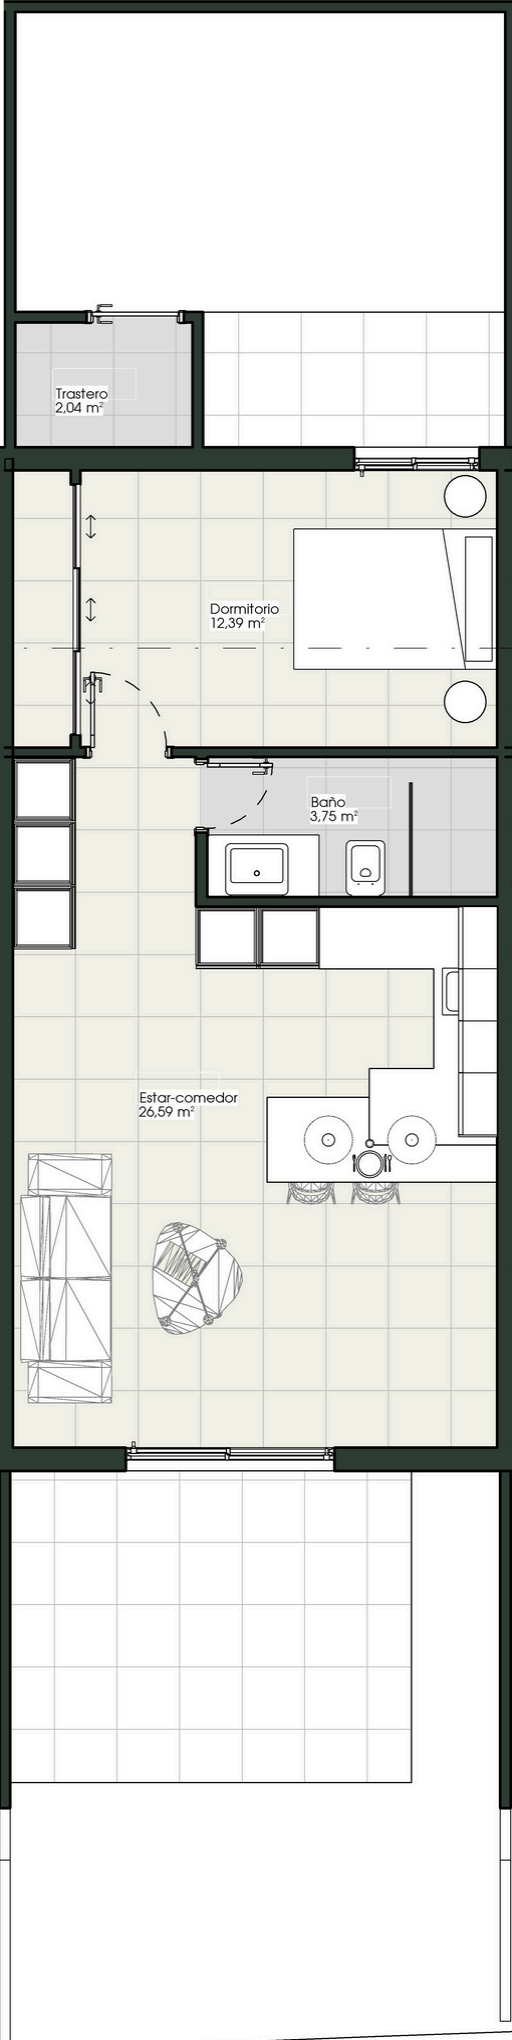 Trastero
2,04 m²
Dormitorio
12,39 m²
Baño
3,75 m²
Estar-comedor
26,59 m²